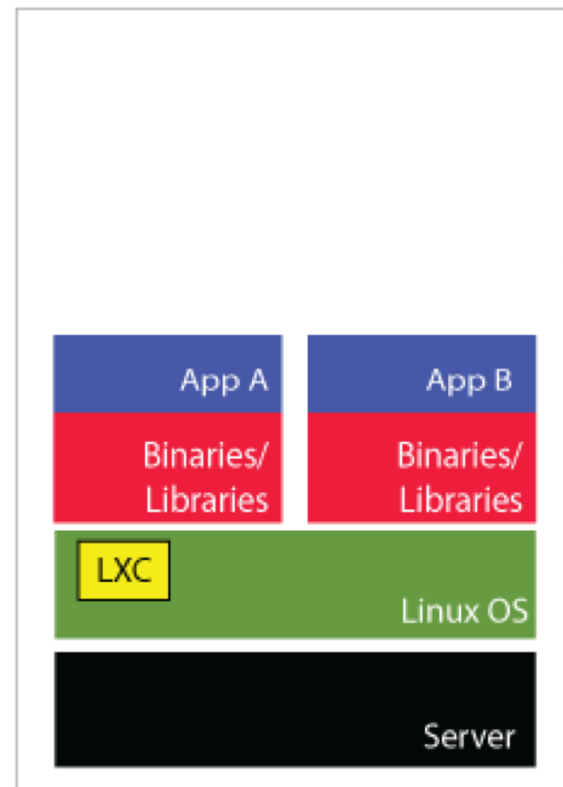 App A
App B
Binaries/
Libraries
Binaries/
Libraries
LXC
Linux OS
Server